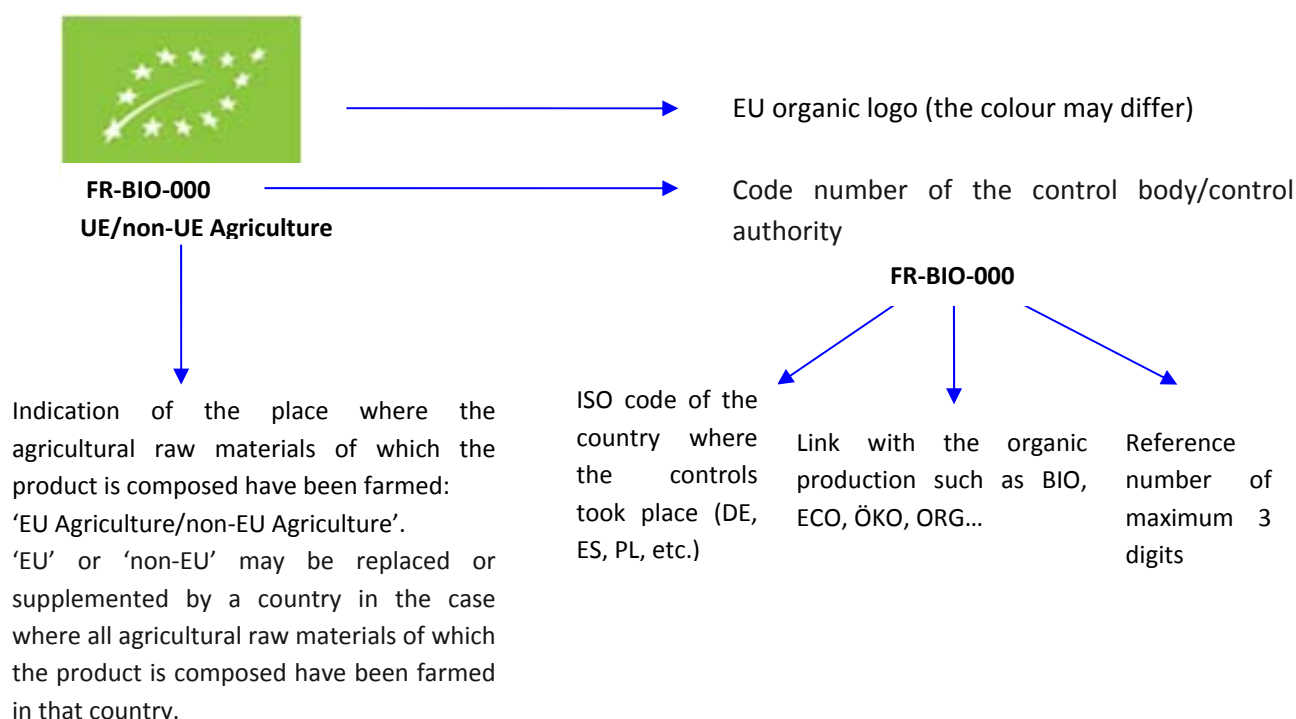 EU organic logo (the colour may differ)
FR-BIO-000
UE/non-UE Agriculture
Code number of the control body/control
authority
FR-BIO-000
Indication of the place where the
agricultural raw materials of which the
product is composed have been farmed:
‘EU Agriculture/non-EU Agriculture’.
‘EU’ or ‘non-EU’ may be replaced or
supplemented by a country in the case
where all agricultural raw materials of which
the product is composed have been farmed
in that country.
ISO code of the
country where
the controls
took place (DE,
ES, PL, etc.)
Link with the organic
production such as BIO,
ECO, ÖKO, ORG…
Reference
number of
maximum 3
digits